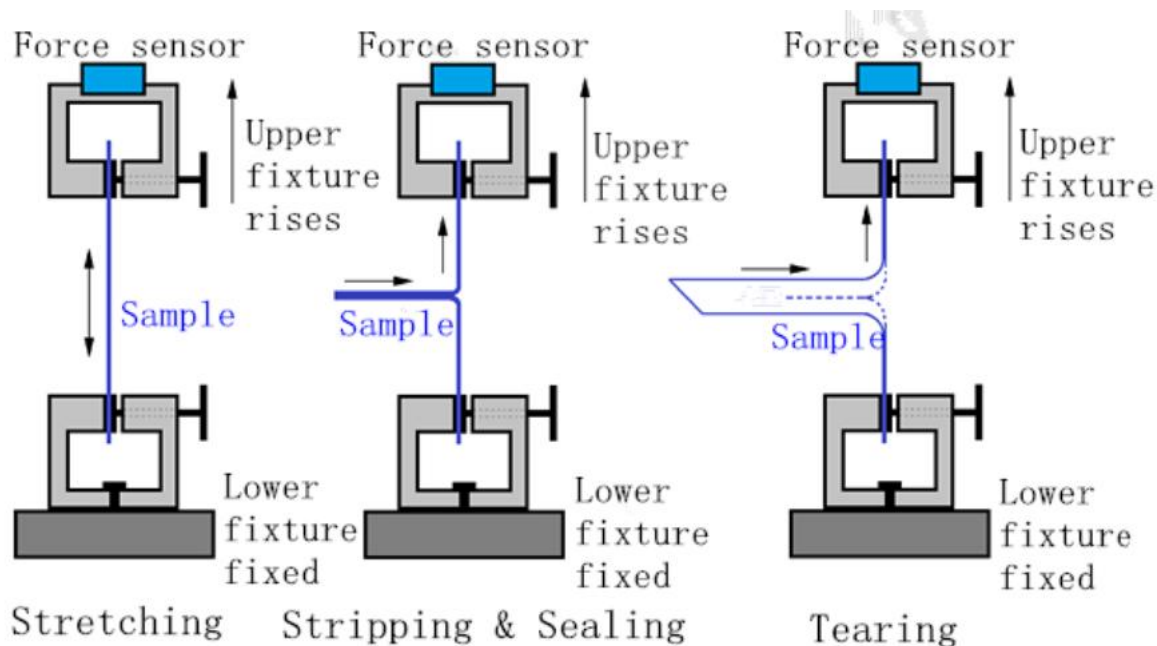 Force sensor
Upper
fixture
rises
Sample
Lower
fixture
fixed
Stretching
Force sensor
Upper
fixture
rises
Sample
Lower
fixture
fixed
Stripping & Sealing
Force sensor
Upper
fixture
rises
Sample
Lower
fixture
fixed
Tearing